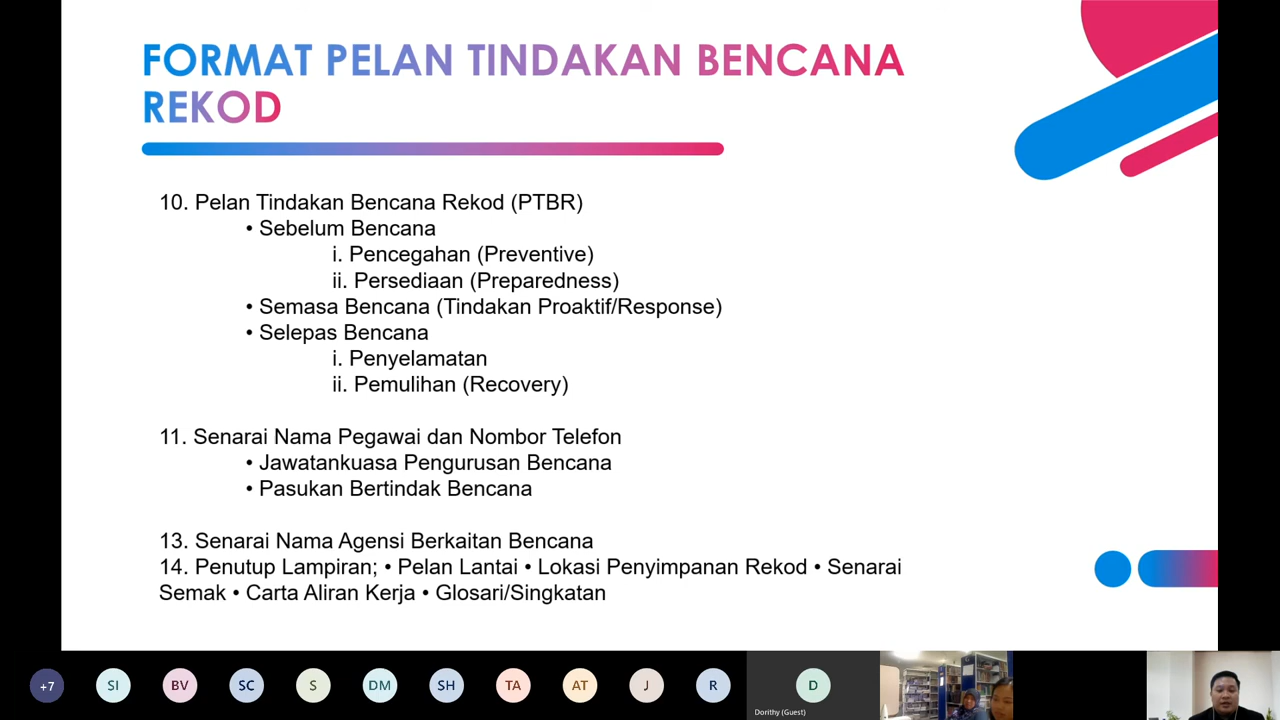 FORMAT PELAN TINDAKAN BENCANA
REKOD
10. Pelan Tindakan Bencana Rekod (PTBR)
• Sebelum Bencana
i. Pencegahan (Preventive)
ii. Persediaan (Preparedness)
• Semasa Bencana (Tindakan Proaktif/Response)
• Selepas Bencana
i. Penyelamatan
ii. Pemulihan (Recovery)
11. Senarai Nama Pegawai dan Nombor Telefon
• Jawatankuasa Pengurusan Bencana
• Pasukan Bertindak Bencana
13. Senarai Nama Agensi Berkaitan Bencana
14. Penutup Lampiran; • Pelan Lantai • Lokasi Penyimpanan Rekod • Senarai
Semak • Carta Aliran Kerja • Glosari/Singkatan
+7 SI BV SC S DM SH TA AT J R D
Dorithy (Guest)